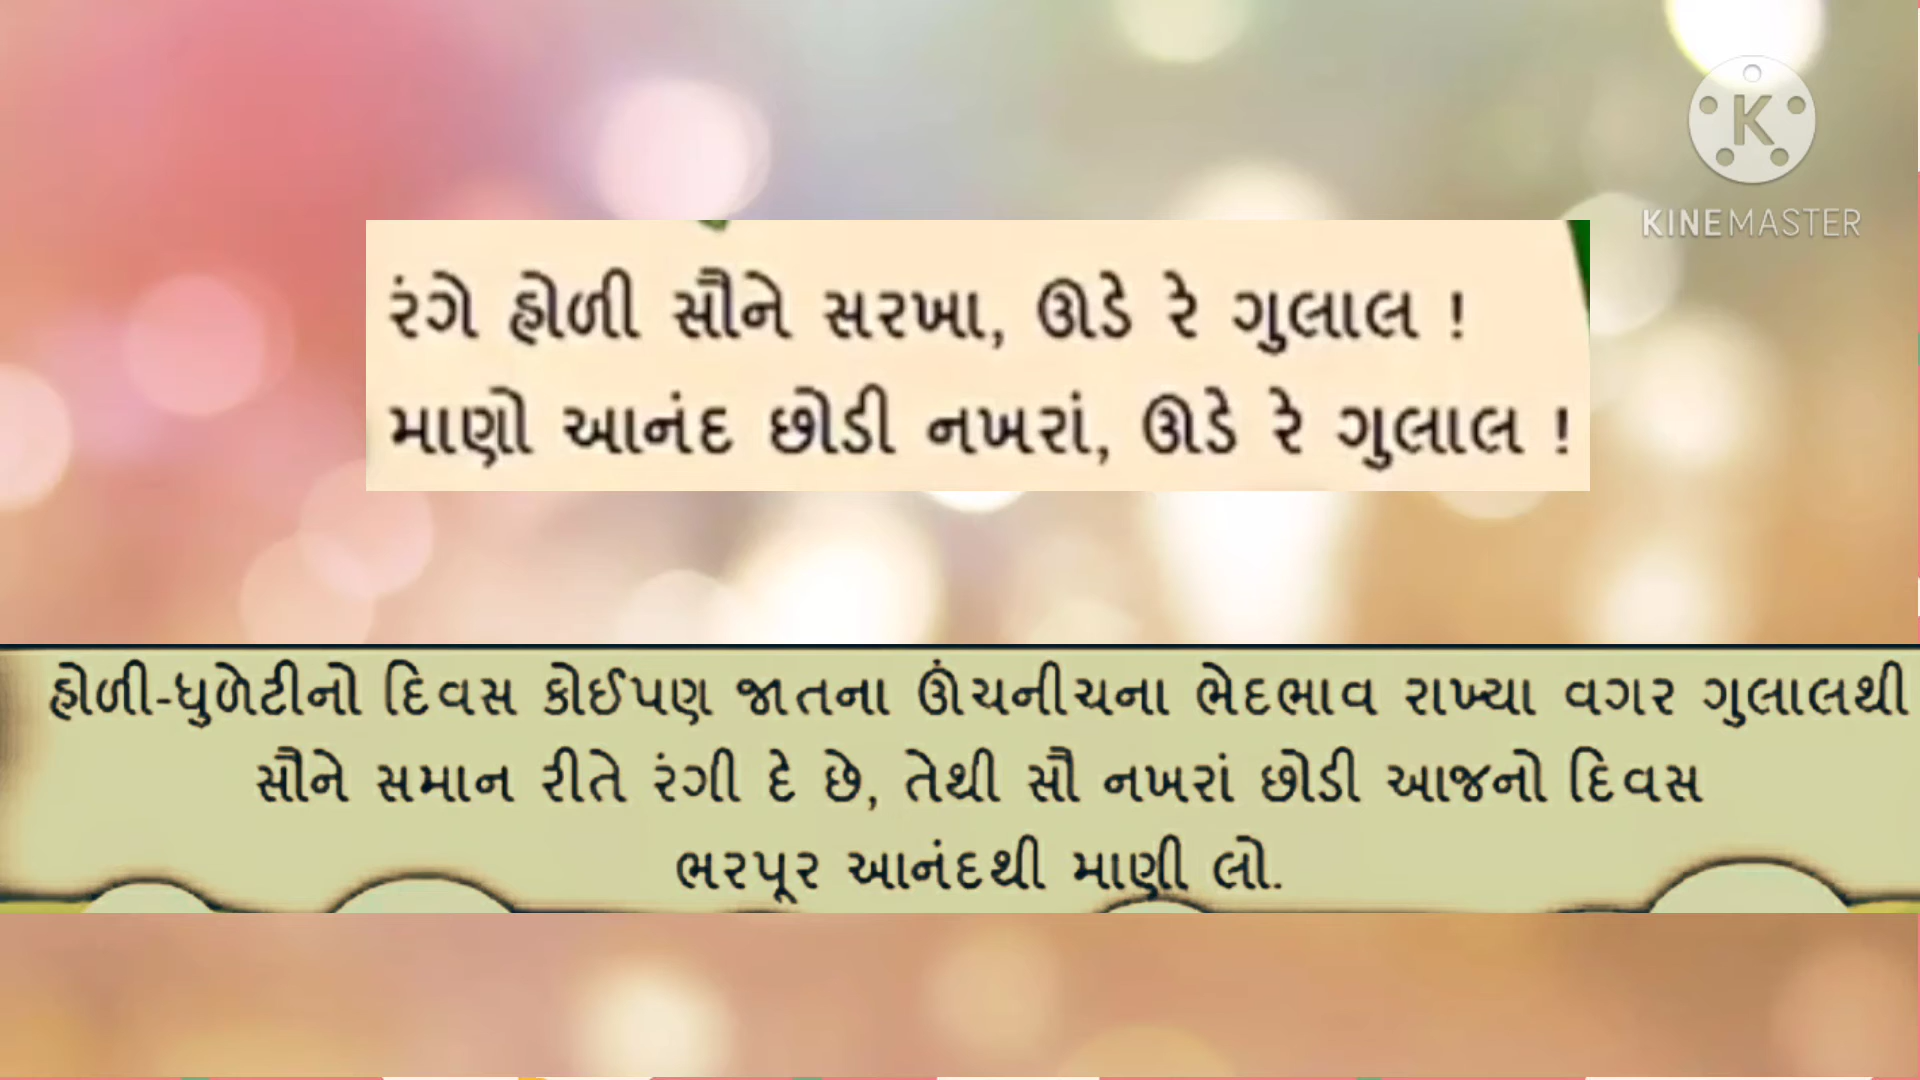 KINEMASTER
રંગે હોળી સૌને સરખા, ઊડે રે ગુલાલ !
માણો આનંદ છોડી નખરાં, ઊડે રે ગુલાલ !
હોળી-ધુળેટીનો દિવસ કોઈપણ જાતના ઊંચનીચના ભેદભાવ રાખ્યા વગર ગુલાલથી
સૌને સમાન રીતે રંગી દે છે, તેથી સૌ નખરાં છોડી આજનો દિવસ
ભરપૂર આનંદથી માણી લો.